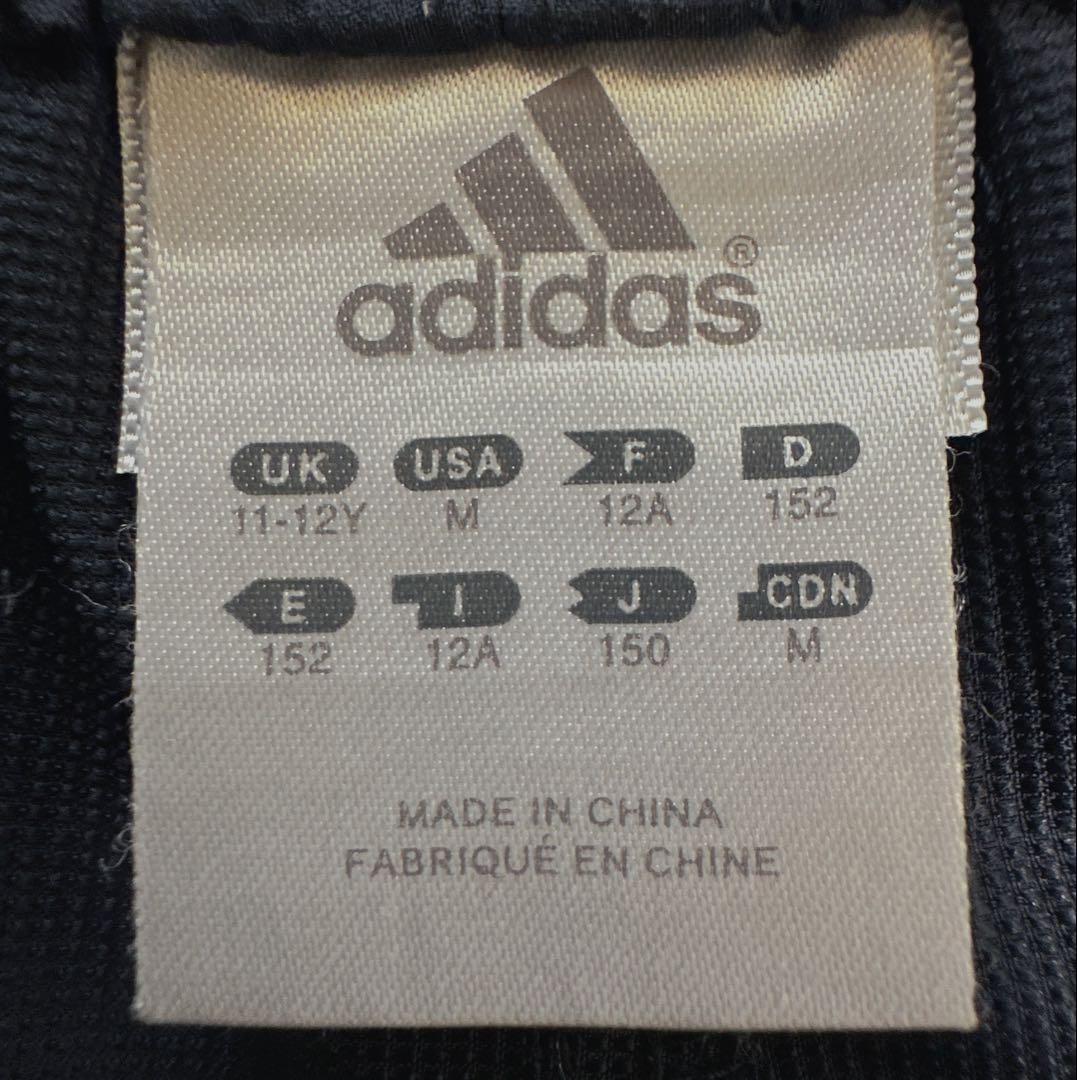 adidas®
UK USA F D
11-12Y M 12A 152
E I J CDN
152 12A 150 M
MADE IN CHINA
FABRIQUÉ EN CHINE